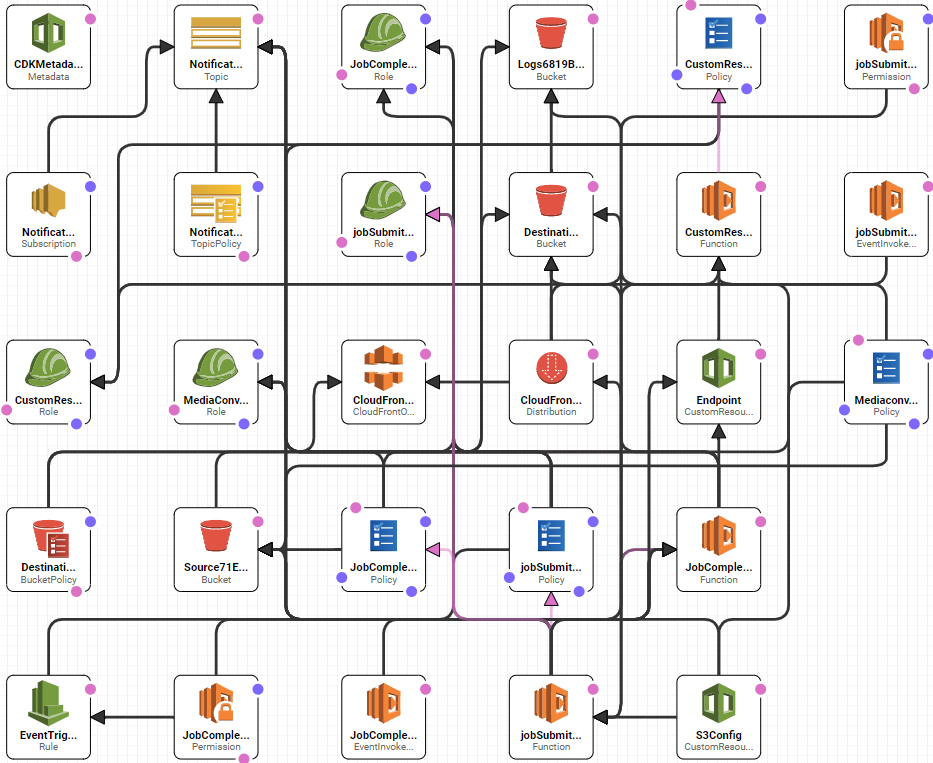 CDKMetada...
Metadata
Notificat...
Topic
JobComple...
Role
Logs6819B...
Bucket
CustomRes...
Policy
jobSubmit...
Permission
Notificat...
Subscription
Notificat...
TopicPolicy
jobSubmit...
Role
Destinati...
Bucket
CustomRes...
Function
jobSubmit...
EventInvoke...
CustomRes...
Role
MediaConv...
Role
CloudFron...
CloudFrontO...
CloudFron...
Distribution
Endpoint
CustomResou...
Mediaconv...
Policy
Destinati...
BucketPolicy
Source71E...
Bucket
JobComple...
Policy
jobSubmit...
Policy
JobComple...
Function
EventTrig...
Rule
JobComple...
Permission
JobComple...
EventInvoke...
jobSubmit...
Function
S3Config
CustomResou...